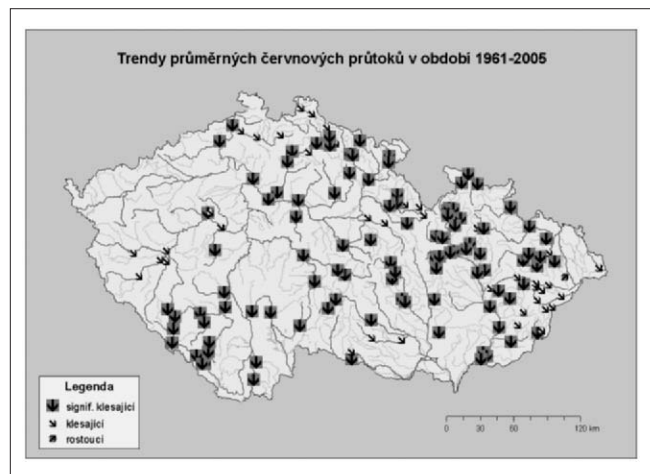 Trendy průměrných červnových průtoků v období 1961-2005
Legenda
signif. klesající
klesající
rostoucí
0 30 60 120 km